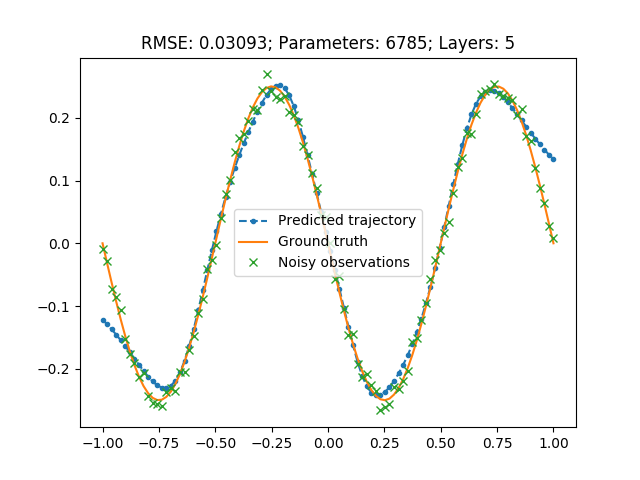 RMSE: 0.03093; Parameters: 6785; Layers: 5
0.2
0.1
0.0
−0.1
−0.2
Predicted trajectory
Ground truth
Noisy observations
−1.00 −0.75 −0.50 −0.25 0.00 0.25 0.50 0.75 1.00